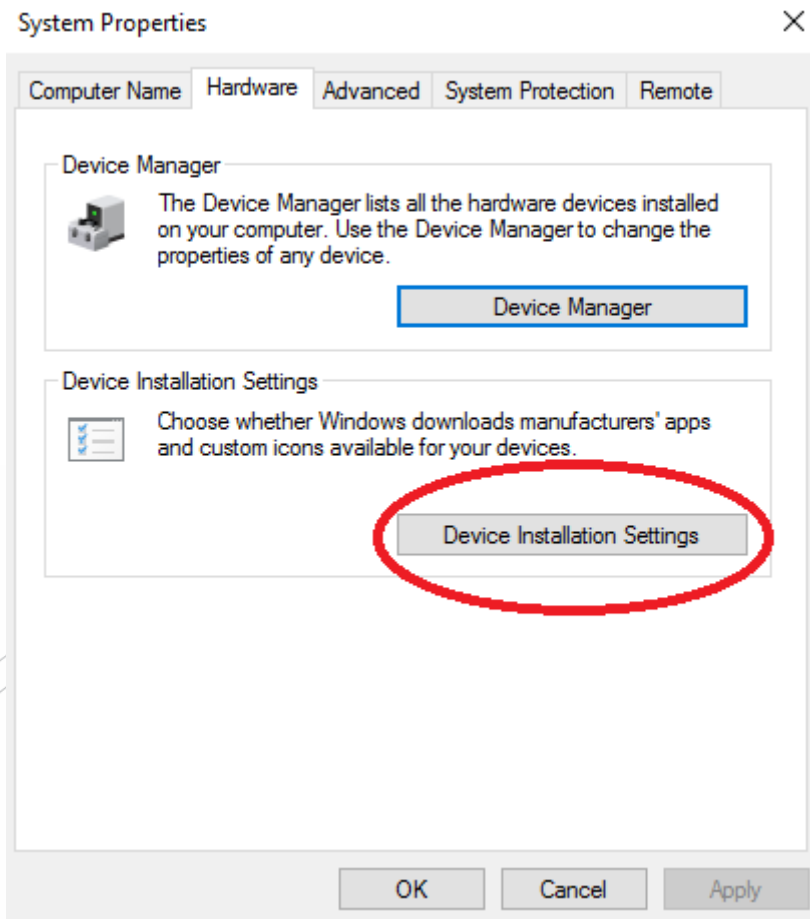 System Properties
Computer Name Hardware Advanced System Protection Remote
Device Manager
The Device Manager lists all the hardware devices installed
on your computer. Use the Device Manager to change the
properties of any device.
Device Manager
Device Installation Settings
Choose whether Windows downloads manufacturers' apps
and custom icons available for your devices.
Device Installation Settings
OK Cancel Apply